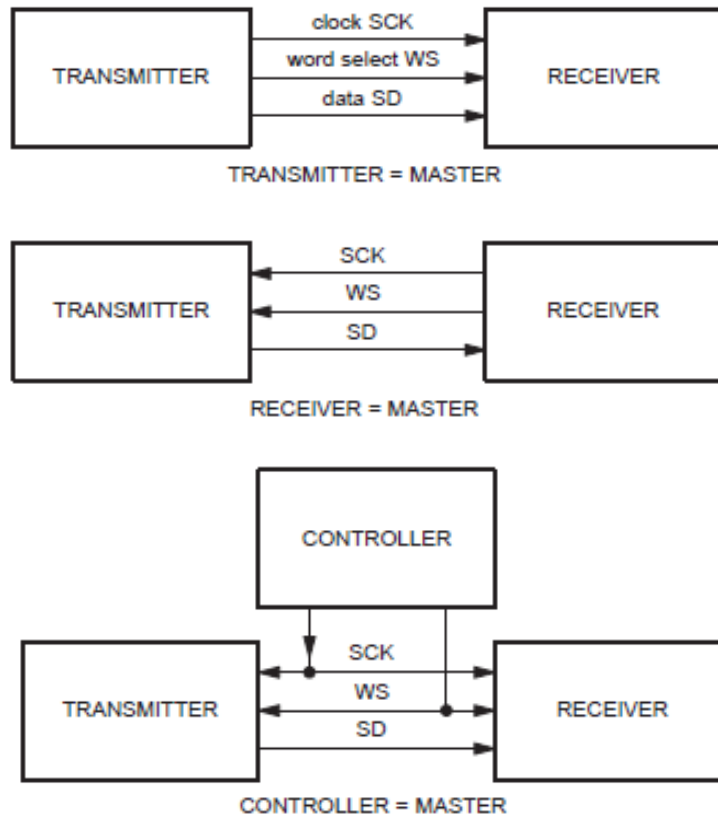 clock SCK
TRANSMITTER
word select WS
RECEIVER
data SD
TRANSMITTER = MASTER
SCK
TRANSMITTER
WS
RECEIVER
SD
RECEIVER = MASTER
CONTROLLER
SCK
TRANSMITTER
WS
RECEIVER
SD
CONTROLLER = MASTER